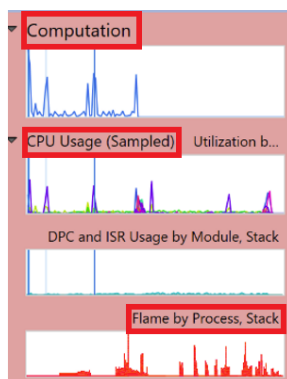 Computation
CPU Usage (Sampled) Utilization b...
DPC and ISR Usage by Module, Stack
Flame by Process, Stack